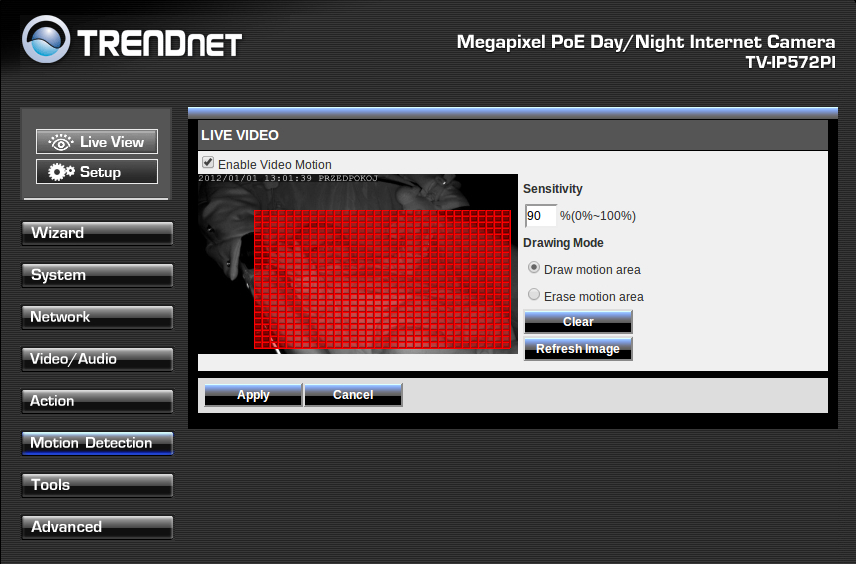 TRENDNET
Megapixel PoE Day/Night Internet Camera
TV-IP572PI
Live View
Setup
Wizard
System
Network
Video/Audio
Action
Motion Detection
Tools
Advanced
LIVE VIDEO
Enable Video Motion
2012/01/01 13:01:39 PRZEDPOKOJ
Sensitivity
90 %(0%~100%)
Drawing Mode
Draw motion area
Erase motion area
Clear
Refresh Image
Apply Cancel